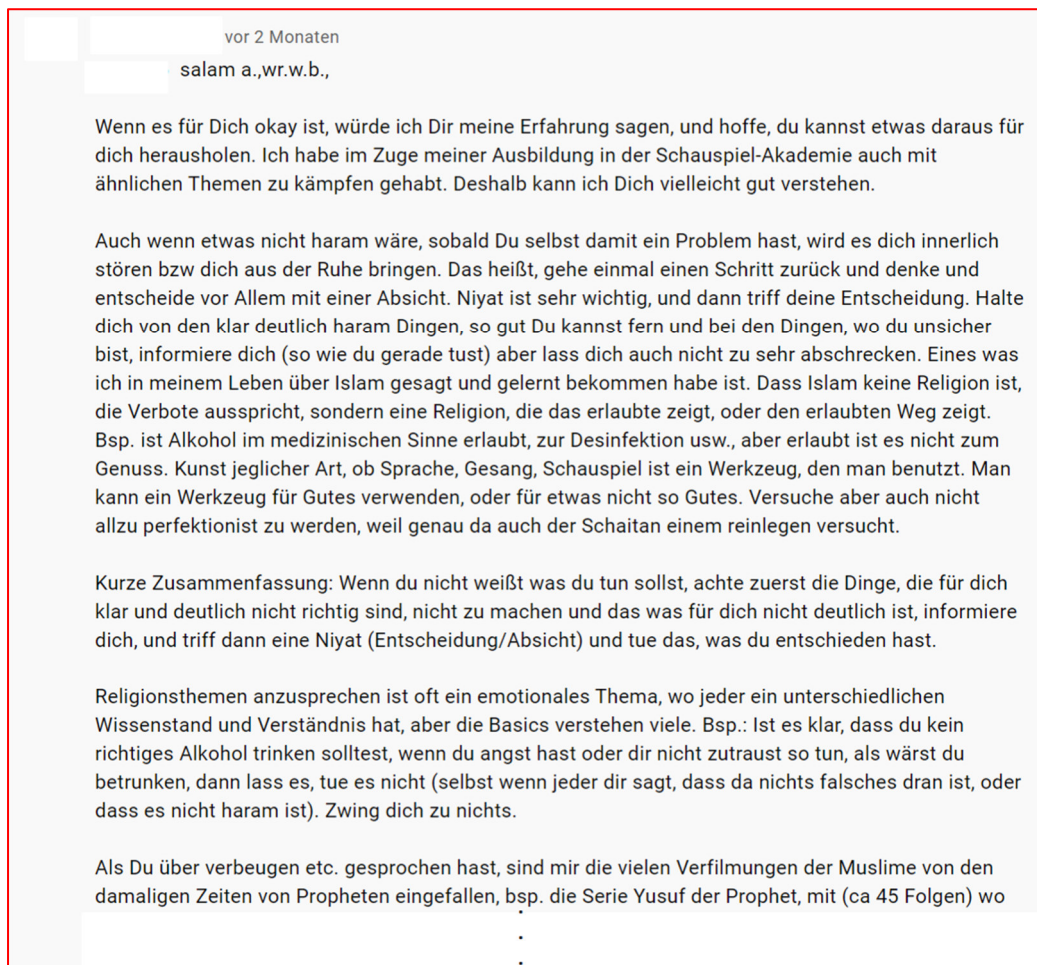 vor 2 Monaten
salam a.,wr.w.b.,
Wenn es für Dich okay ist, würde ich Dir meine Erfahrung sagen, und hoffe, du kannst etwas daraus für
dich herausholen. Ich habe im Zuge meiner Ausbildung in der Schauspiel-Akademie auch mit
ähnlichen Themen zu kämpfen gehabt. Deshalb kann ich Dich vielleicht gut verstehen.
Auch wenn etwas nicht haram wäre, sobald Du selbst damit ein Problem hast, wird es dich innerlich
stören bzw dich aus der Ruhe bringen. Das heißt, gehe einmal einen Schritt zurück und denke und
entscheide vor Allem mit einer Absicht. Niyat ist sehr wichtig, und dann triff deine Entscheidung. Halte
dich von den klar deutlich haram Dingen, so gut Du kannst fern und bei den Dingen, wo du unsicher
bist, informiere dich (so wie du gerade tust) aber lass dich auch nicht zu sehr abschrecken. Eines was
ich in meinem Leben über Islam gesagt und gelernt bekommen habe ist. Dass Islam keine Religion ist,
die Verbote ausspricht, sondern eine Religion, die das erlaubte zeigt, oder den erlaubten Weg zeigt.
Bsp. ist Alkohol im medizinischen Sinne erlaubt, zur Desinfektion usw., aber erlaubt ist es nicht zum
Genuss. Kunst jeglicher Art, ob Sprache, Gesang, Schauspiel ist ein Werkzeug, den man benutzt. Man
kann ein Werkzeug für Gutes verwenden, oder für etwas nicht so Gutes. Versuche aber auch nicht
allzu perfektionist zu werden, weil genau da auch der Schaitan einem reinlegen versucht.
Kurze Zusammenfassung: Wenn du nicht weißt was du tun sollst, achte zuerst die Dinge, die für dich
klar und deutlich nicht richtig sind, nicht zu machen und das was für dich nicht deutlich ist, informiere
dich, und triff dann eine Niyat (Entscheidung/Absicht) und tue das, was du entschieden hast.
Religionsthemen anzusprechen ist oft ein emotionales Thema, wo jeder ein unterschiedlichen
Wissenstand und Verständnis hat, aber die Basics verstehen viele. Bsp.: Ist es klar, dass du kein
richtiges Alkohol trinken solltest, wenn du angst hast oder dir nicht zutraust so tun, als wärst du
betrunken, dann lass es, tue es nicht (selbst wenn jeder dir sagt, dass da nichts falsches dran ist, oder
dass es nicht haram ist). Zwing dich zu nichts.
Als Du über verbeugen etc. gesprochen hast, sind mir die vielen Verfilmungen der Muslime von den
damaligen Zeiten von Propheten eingefallen, bsp. die Serie Yusuf der Prophet, mit (ca 45 Folgen) wo
.
.
.